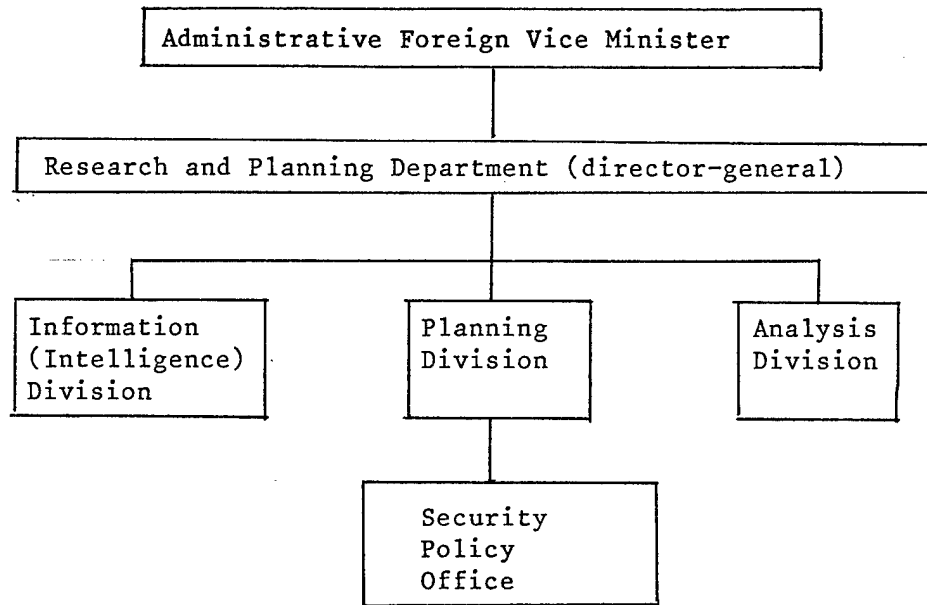 Administrative Foreign Vice Minister
Research and Planning Department (director-general)
Information
(Intelligence)
Division
Planning
Division
Analysis
Division
Security
Policy
Office